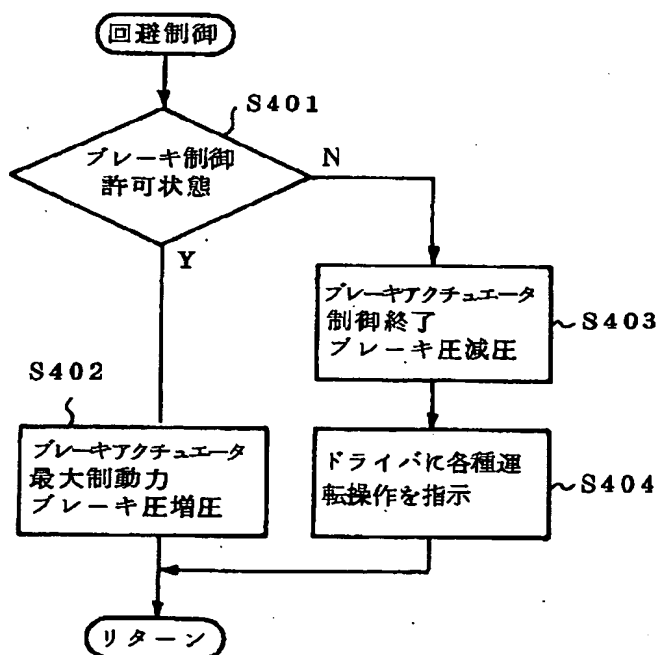 回避制御
S401
ブレーキ制御
許可状態
N
Y
ブレーキアクチュエータ
制御終了
ブレーキ圧減圧
S403
S402
ブレーキアクチュエータ
最大制動力
ブレーキ圧増圧
ドライバに各種運
転操作を指示
S404
リターン